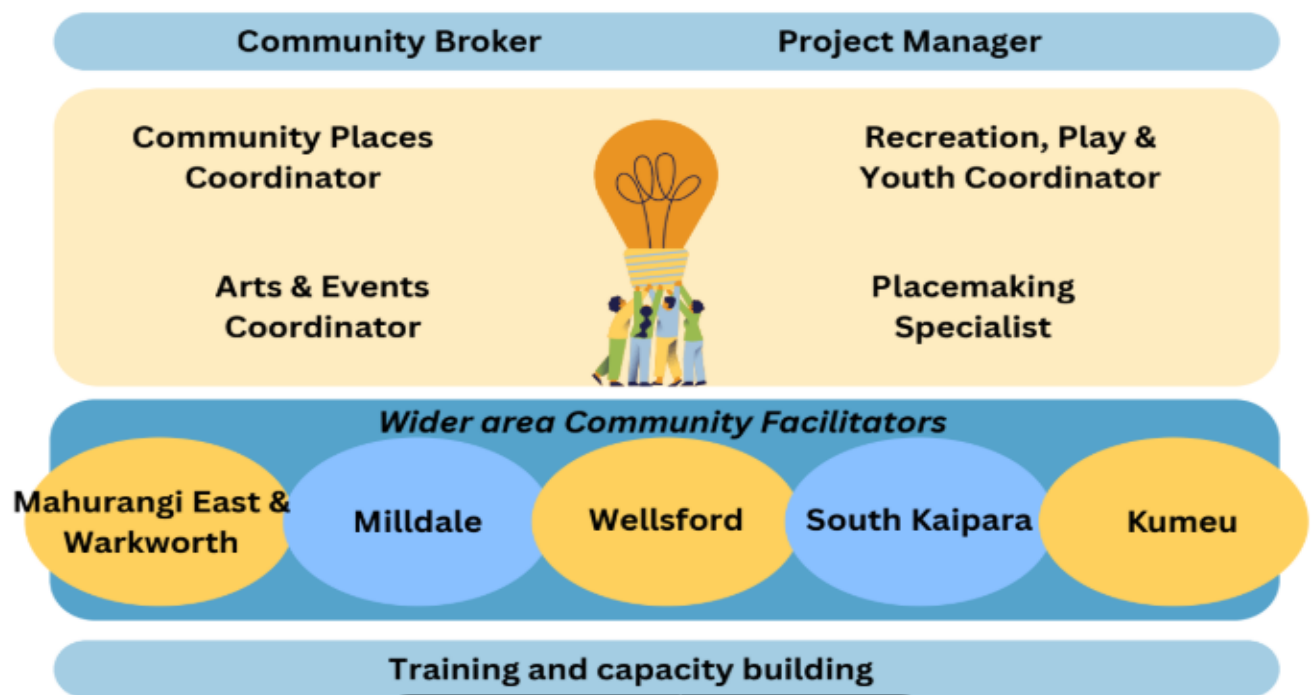 Community Broker
Project Manager
Community Places
Coordinator
Recreation, Play &
Youth Coordinator
Arts & Events
Coordinator
Placemaking
Specialist
Wider area Community Facilitators
Mahurangi East &
Warkworth
Milldale
Wellsford
South Kaipara
Kumeu
Training and capacity building